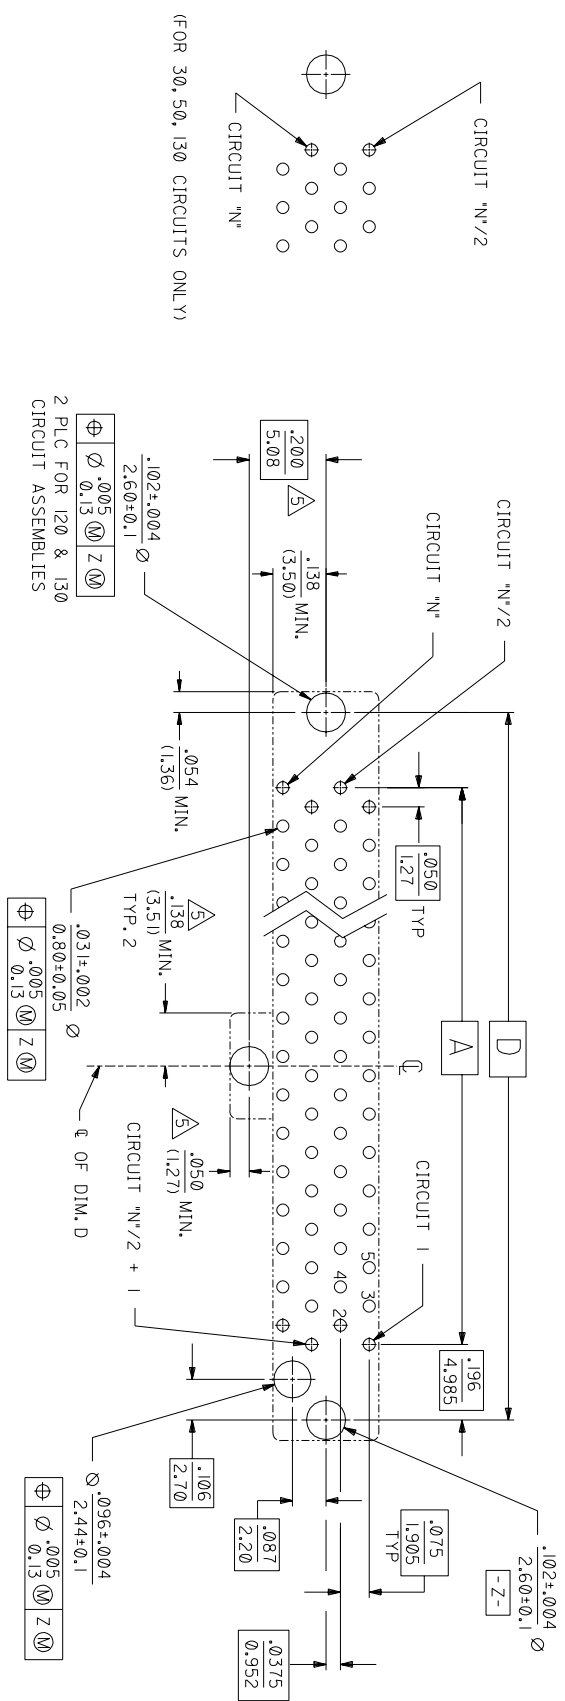 CIRCUIT "N"/2
CIRCUIT "N"
(FOR 30, 50, 130 CIRCUITS ONLY)
CIRCUIT "N"/2
CIRCUIT "N"
.200
5.08
5
.138
(3.50)
MIN.
.102±.004
2.60±0.1
Ø
⌖ Ø .005 Ⓜ Z Ⓜ
0.13
2 PLC FOR 120 & 130
CIRCUIT ASSEMBLIES
.054
(1.36)
MIN.
.050
1.27
TYP
A
D
.031±.002
0.80±0.05
Ø
⌖ Ø .005 Ⓜ Z Ⓜ
0.13
5
.138
(3.51)
MIN.
TYP. 2
℄
℄ OF DIM. D
5
.050
(1.27)
MIN.
CIRCUIT 1
CIRCUIT "N"/2 + 1
5
3
4
2
.196
4.985
.106
2.70
.087
2.20
.075
1.905
TYP
.0375
0.952
.096±.004
2.44±0.1
Ø
⌖ Ø .005 Ⓜ Z Ⓜ
0.13
.102±.004
2.60±0.1
Ø
-Z-